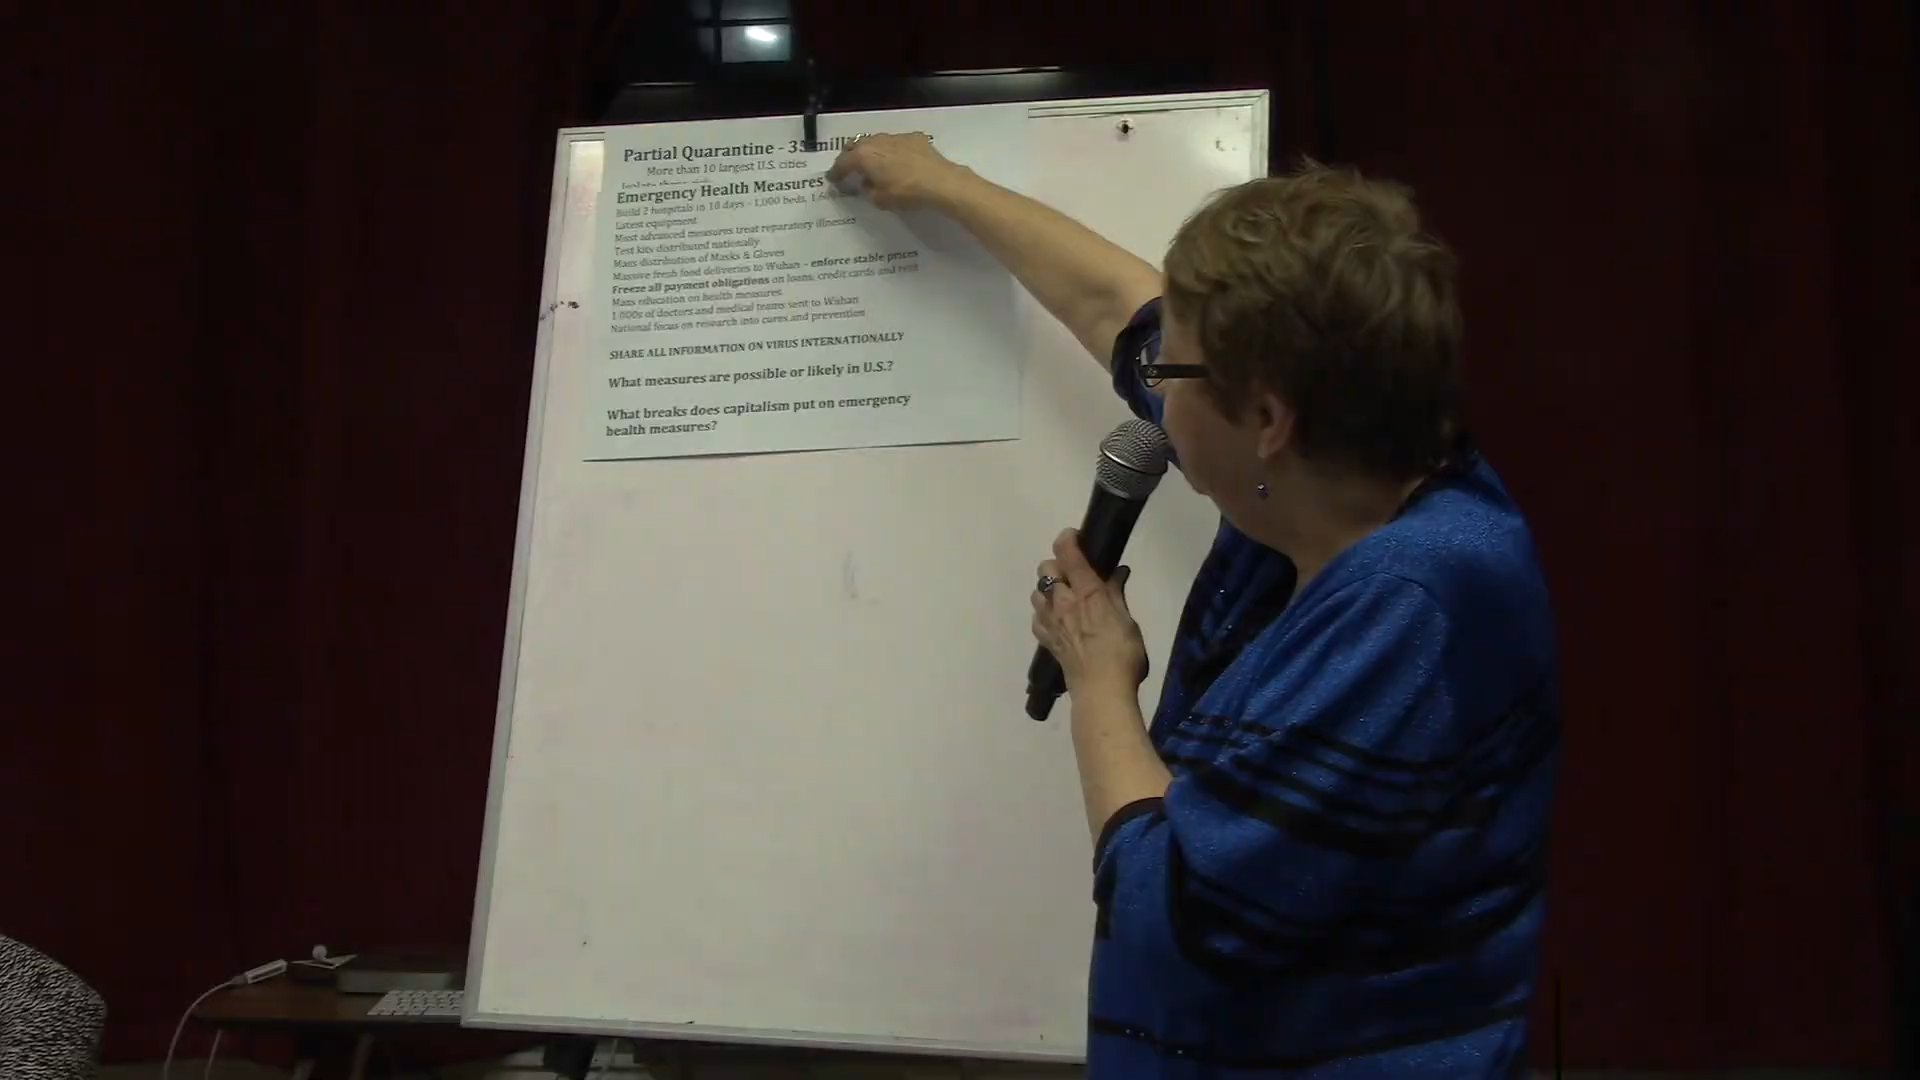 Partial Quarantine - 35 mill
More than 10 largest U.S. cities
Emergency Health Measures
Build 2 hospitals in 10 days - 1,000 beds, 1,6
Latest equipment
Most advanced measures treat reparatory illnesses
Test kits distributed nationally
Mass distribution of Masks & Gloves
Massive fresh food deliveries to Wuhan - enforce stable prices
Freeze all payment obligations on loans, credit cards and rent
Mass education on health measures
1,000s of doctors and medical teams sent to Wuhan
National focus on research into cures and prevention
SHARE ALL INFORMATION ON VIRUS INTERNATIONALLY
What measures are possible or likely in U.S.?
What breaks does capitalism put on emergency
health measures?